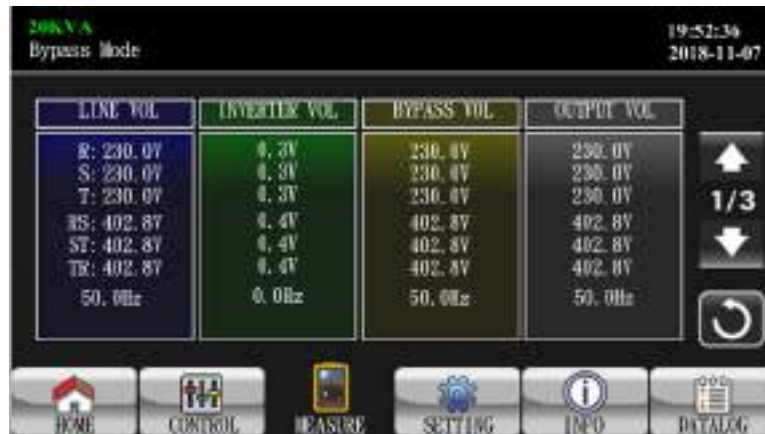 20KVA
Bypass Mode
19:52:36
2018-11-07
LINE VOL
INVERTER VOL
BYPASS VOL
OUTPUT VOL
R: 230.0V 0.3V 230.0V 230.0V
S: 230.0V 0.3V 230.0V 230.0V
T: 230.0V 0.3V 230.0V 230.0V
RS: 402.8V 0.4V 402.8V 402.8V
ST: 402.8V 0.4V 402.8V 402.8V
TR: 402.8V 0.4V 402.8V 402.8V
50.0Hz 0.0Hz 50.0Hz 50.0Hz
1/3
HOME
CONTROL
MEASURE
SETTING
INFO
DATALOG